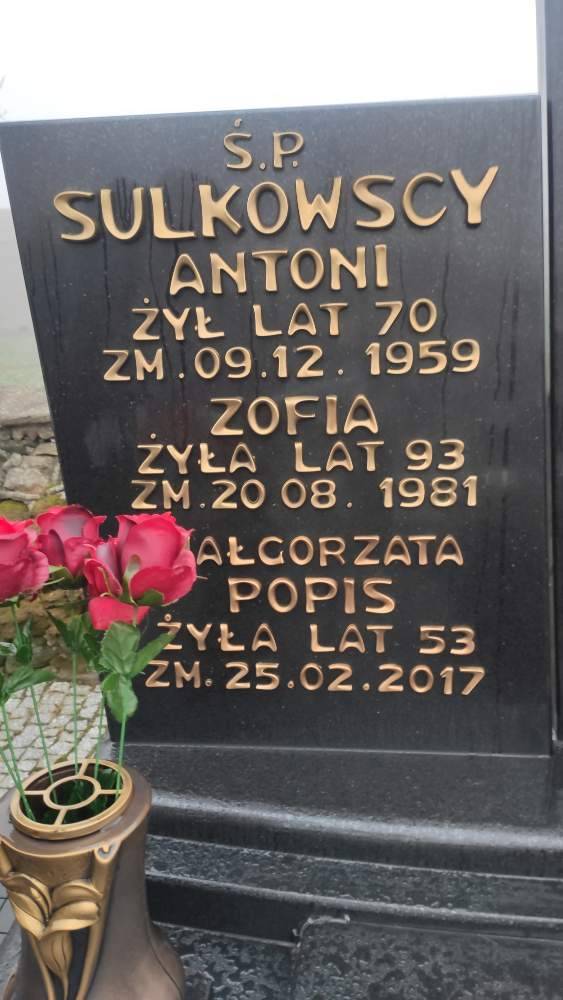 Ś.P.
SULKOWSCY
ANTONI
ŻYŁ LAT 70
ZM. 09.12. 1959
ZOFIA
ŻYŁA LAT 93
ZM. 20 08. 1981
MAŁGORZATA
POPIS
ŻYŁA LAT 53
ZM. 25.02.2017